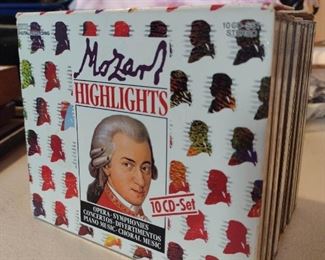 Mozart
HIGHLIGHTS
10 CD-Set
OPERA · SYMPHONIES
CONCERTOS · DIVERTIMENTOS
PIANO MUSIC · CHORAL MUSIC